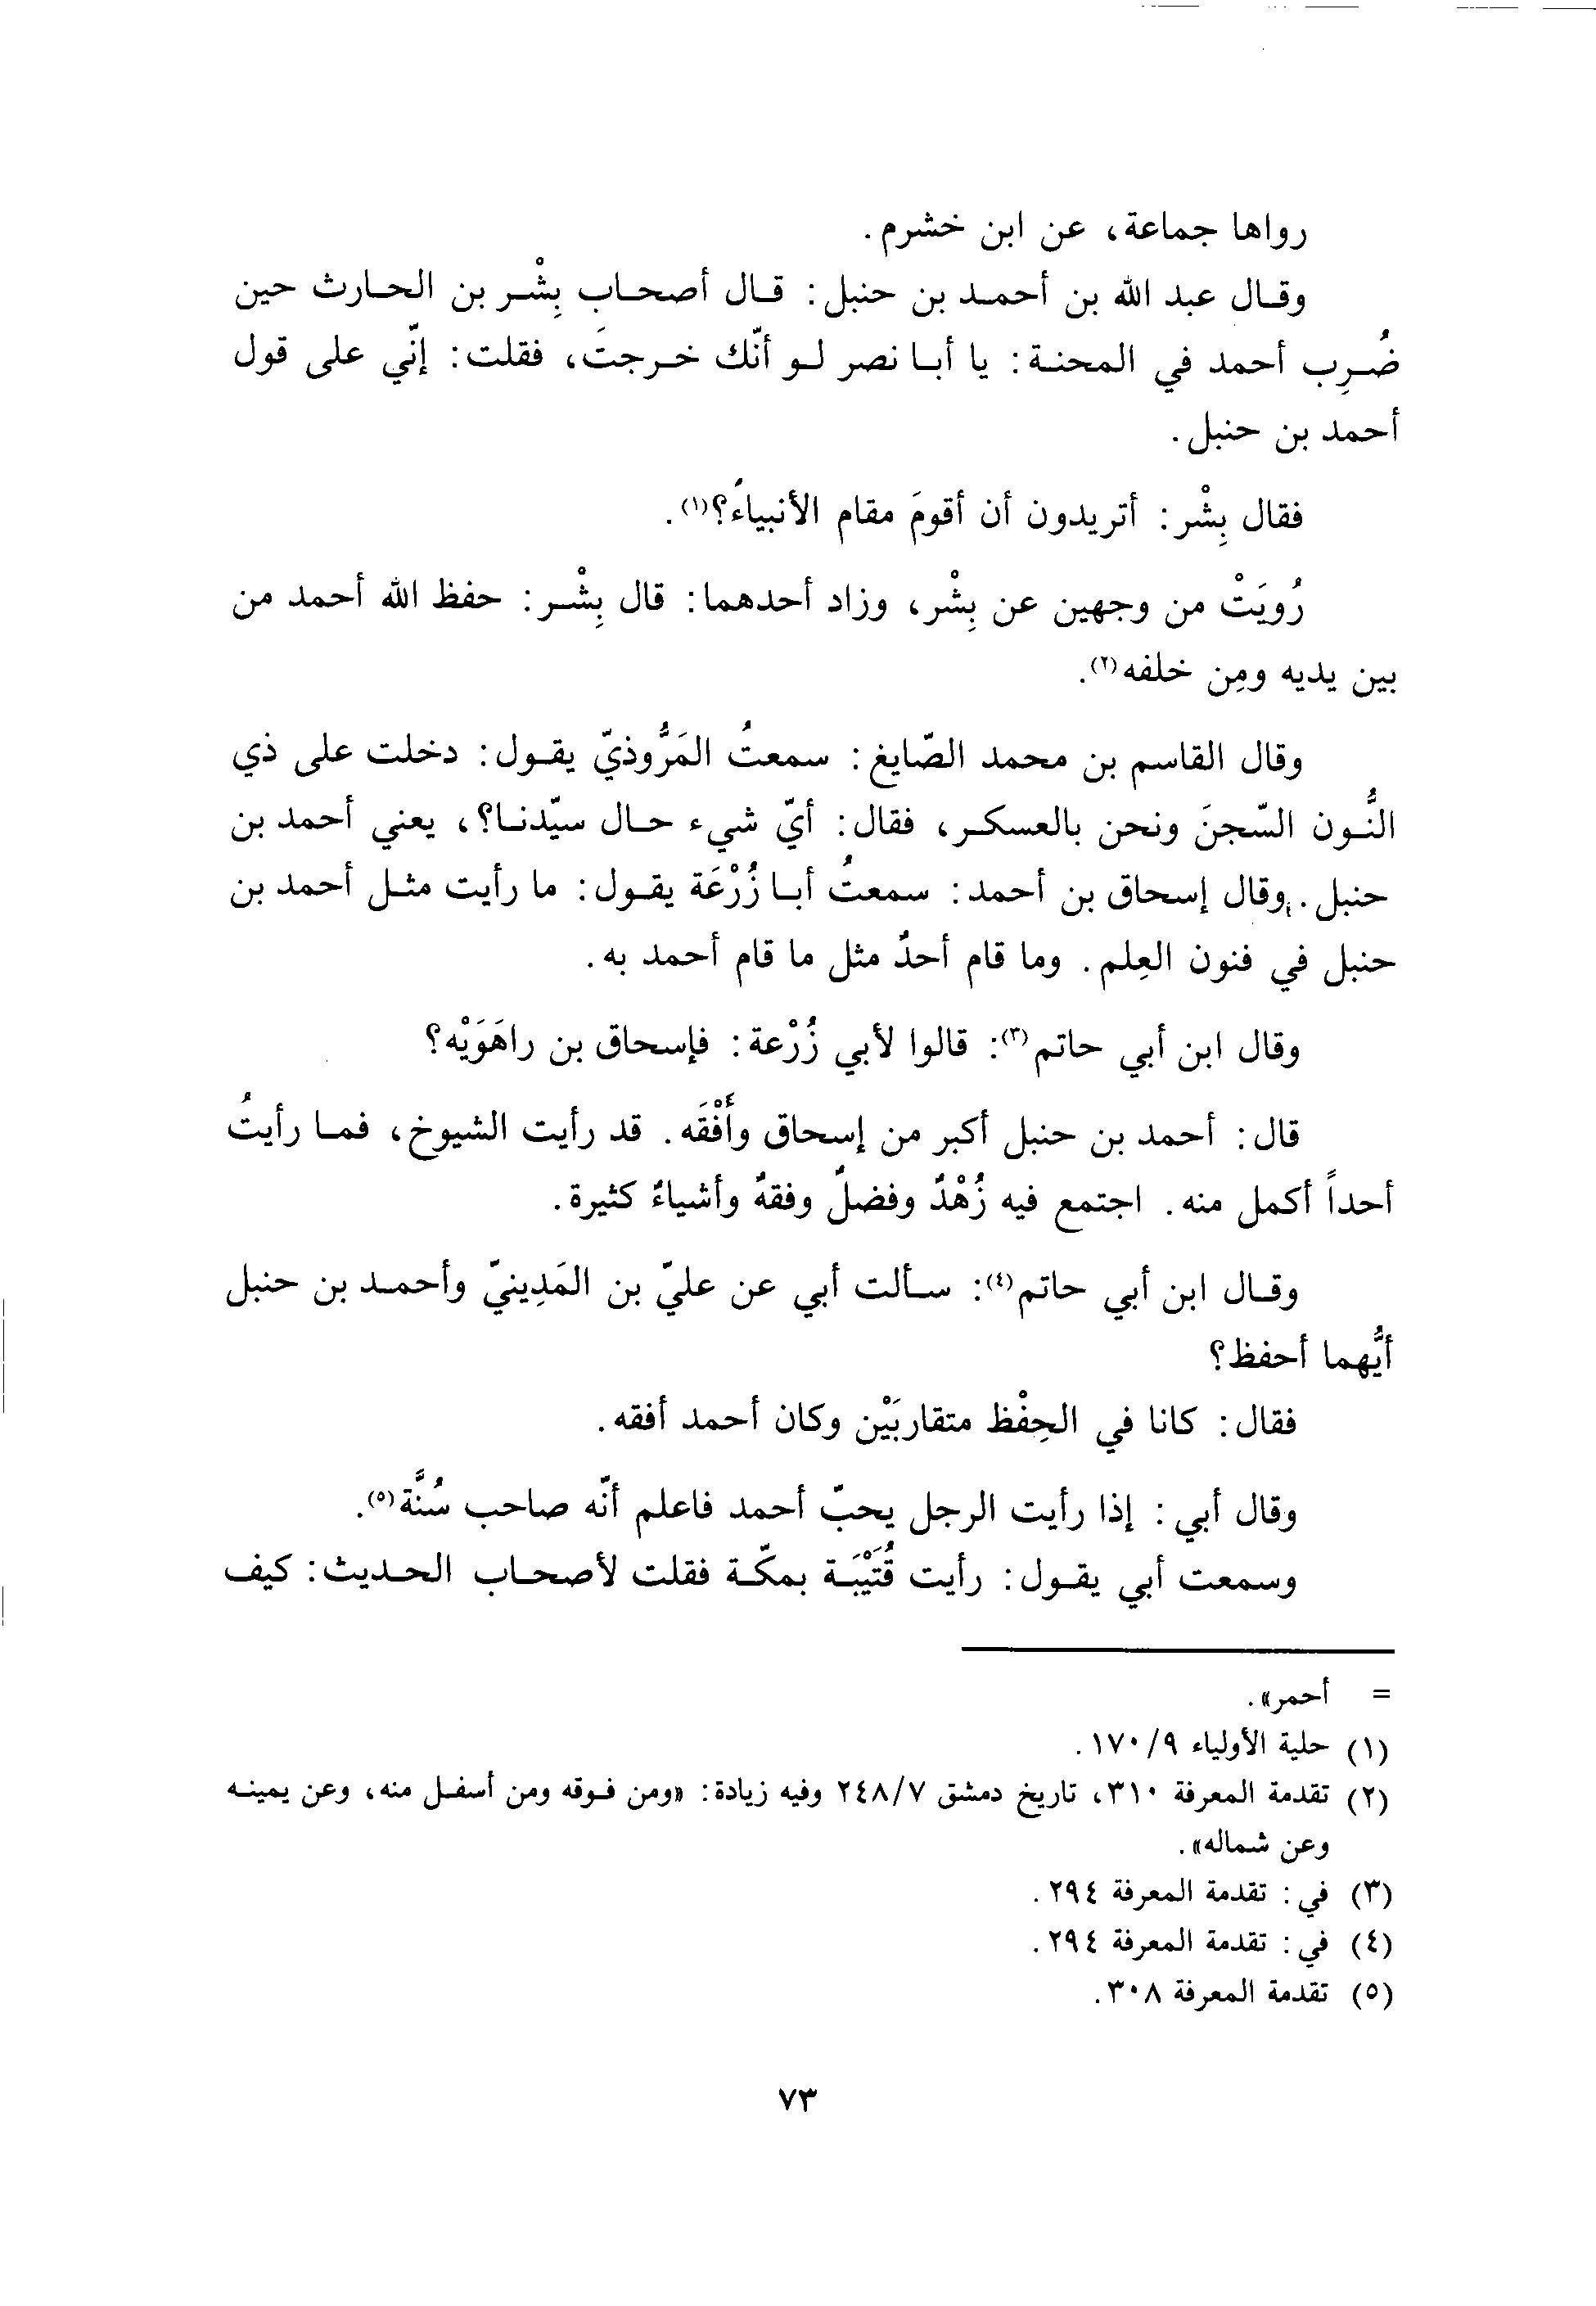 رواها جماعة، عن ابن خشرم.
وقال عبد الله بن أحمد بن حنبل: قال أصحاب بِشْر بن الحارث حين
ضُرِب أحمد في المحنة: يا أبا نصر لو أنّك خرجتَ، فقلت: إنّي على قول
أحمد بن حنبل.
فقال بِشْر: أتريدون أن أقومَ مقام الأنبياءُ؟(١).
رُويَتْ من وجهين عن بِشْر، وزاد أحدهما: قال بِشْر: حفظ الله أحمد من
بين يديه ومِن خلفه(٢).
وقال القاسم بن محمد الصّايغ: سمعتُ المَرُّوذيّ يقول: دخلت على ذي
النُّون السّجنَ ونحن بالعسكر، فقال: أيّ شيء حال سيّدنا؟، يعني أحمد بن
حنبل. وقال إسحاق بن أحمد: سمعتُ أبا زُرْعَة يقول: ما رأيت مثل أحمد بن
حنبل في فنون العِلم. وما قام أحدٌ مثل ما قام أحمد به.
وقال ابن أبي حاتم(٣): قالوا لأبي زُرْعة: فإسحاق بن راهَوَيْه؟
قال: أحمد بن حنبل أكبر من إسحاق وأَفْقَه. قد رأيت الشيوخ، فما رأيتُ
أحداً أكمل منه. اجتمع فيه زُهْدٌ وفضلٌ وفقهٌ وأشياءٌ كثيرة.
وقال ابن أبي حاتم(٤): سألت أبي عن عليّ بن المَدِينيّ وأحمد بن حنبل
أيُّهما أحفظ؟
فقال: كانا في الحِفْظ متقاربَيْن وكان أحمد أفقه.
وقال أبي: إذا رأيت الرجل يحبّ أحمد فاعلم أنّه صاحب سُنَّة(٥).
وسمعت أبي يقول: رأيت قُتَيْبَة بمكّة فقلت لأصحاب الحديث: كيف
= أحمر».
(١) حلية الأولياء ٩/١٧٠.
(٢) تقدمة المعرفة ٣١٠، تاريخ دمشق ٢٤٨/٧ وفيه زيادة: «ومن فوقه ومن أسفل منه، وعن يمينه
وعن شماله».
(٣) في: تقدمة المعرفة ٢٩٤.
(٤) في: تقدمة المعرفة ٢٩٤.
(٥) تقدمة المعرفة ٣٠٨.
٧٣